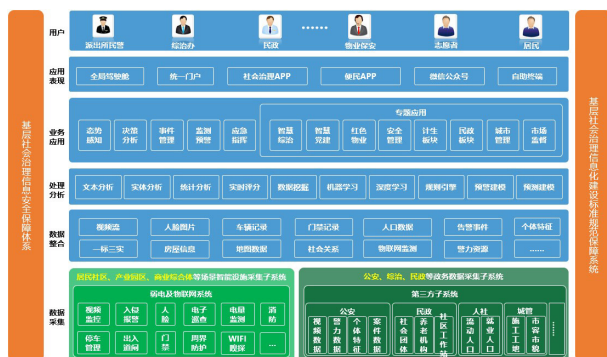 用户
派出所民警 综治办 民政 …… 物业保安 志愿者 居民
应用表现
全局驾驶舱 统一门户 社会治理APP 便民APP 微信公众号 自助终端
专题应用
业务应用
态势感知 决策分析 事件管理 监测预警 应急指挥 智慧综治 智慧党建 红色物业 安全管理 计生板块 民政板块 城市管理 市场监督
处理分析
文本分析 实体分析 统计分析 实时评分 数据挖掘 机器学习 深度学习 规则引擎 预警建模 预测建模
数据整合
视频流 人脸图片 车辆记录 门禁记录 人口数据 告警事件 个体特征
一标三实 房屋信息 地图数据 社会关系 物联网监测 警力资源 ……
数据采集
居民社区、产业园区、商业综合体等场景智能设施采集子系统
弱电及物联网系统
视频监控 入侵报警 人脸 电子巡查 电量监测 消防
停车管理 出入道闸 门禁 周界防护 WIFI嗅探 …
公安、综治、民政等政务数据采集子系统
第三方子系统
公安 民政 人社 城管
视频数据 警力数据 个体特征 案件数据 社会团体 养老机构 社区工作站 流动人口 就业人口 施工工地 市容市貌 ……
基层社会治理信息安全保障体系
基层社会治理信息化建设标准规范保障系统